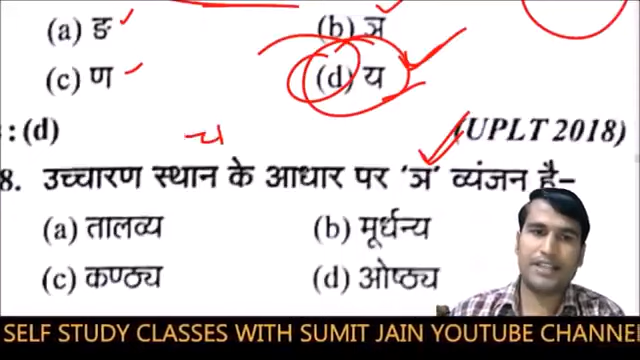 (a) ङ (b) ञ
(c) ण (d) य
: (d) (UPLT 2018)
य
8. उच्चारण स्थान के आधार पर ‘ञ’ व्यंजन है–
(a) तालव्य (b) मूर्धन्य
(c) कण्ठ्य (d) ओष्ठ्य
SELF STUDY CLASSES WITH SUMIT JAIN YOUTUBE CHANNE